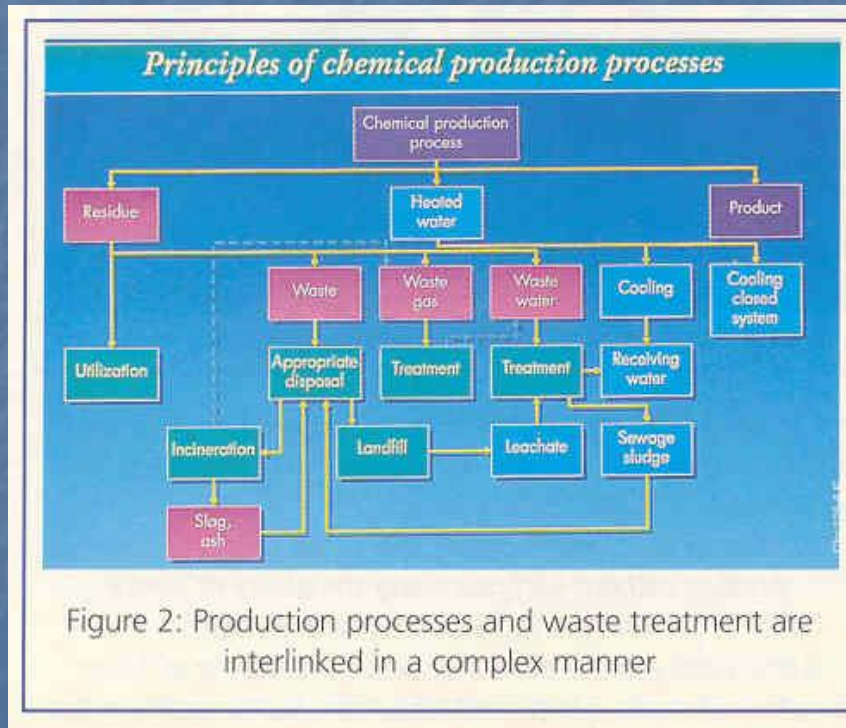 Principles of chemical production processes
Chemical production
process
Residue
Heated
water
Product
Waste
Waste
gas
Waste
water
Cooling
Cooling
closed
system
Utilization
Appropriate
disposal
Treatment
Treatment
Receiving
water
Incineration
Landfill
Leachate
Sewage
sludge
Slag,
ash
Figure 2: Production processes and waste treatment are
interlinked in a complex manner